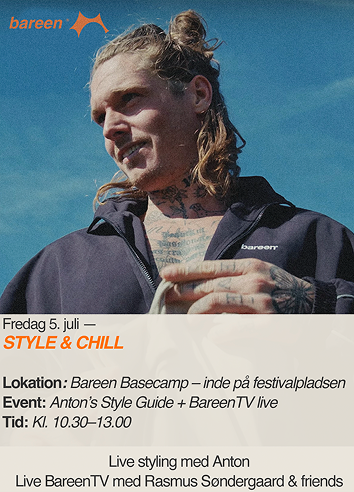 bareen®
bareen®
Fredag 5. juli —
STYLE & CHILL
Lokation: Bareen Basecamp – inde på festivalpladsen
Event: Anton's Style Guide + BareenTV live
Tid: Kl. 10.30–13.00
Live styling med Anton
Live BareenTV med Rasmus Søndergaard & friends